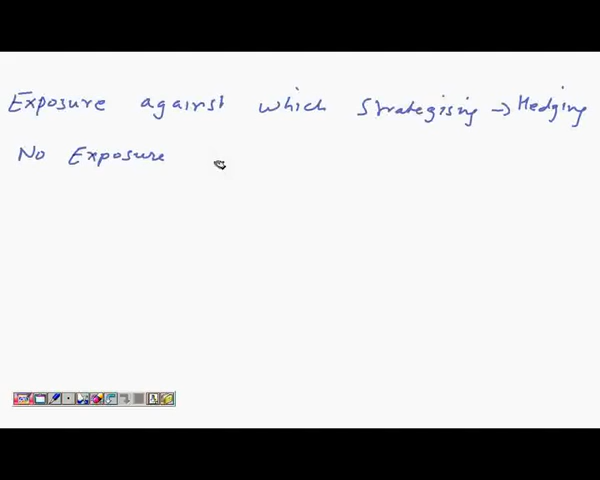 Exposure against which Strategising → Hedging
No Exposure